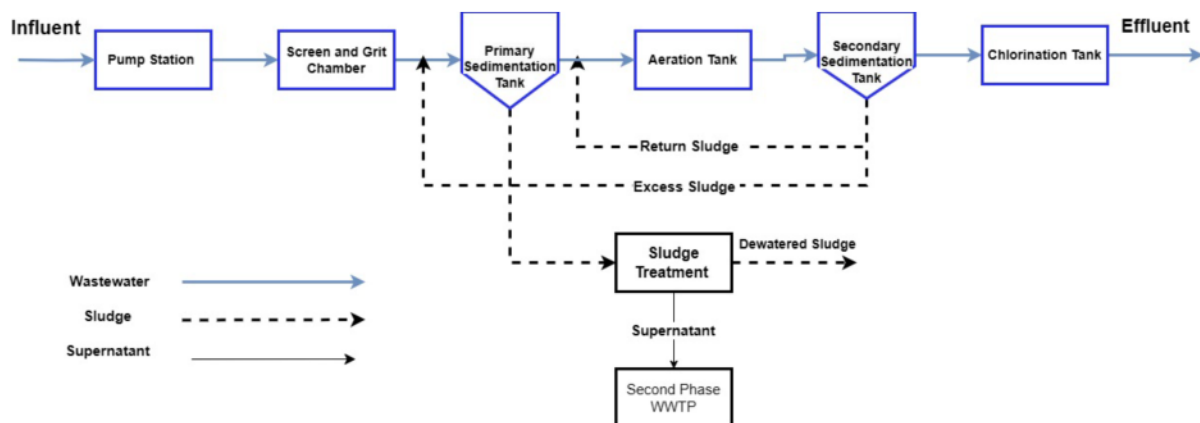 Influent
Effluent
Pump Station
Screen and Grit
Chamber
Primary
Sedimentation
Tank
Aeration Tank
Secondary
Sedimentation
Tank
Chlorination Tank
Return Sludge
Excess Sludge
Sludge
Treatment
Dewatered Sludge
Supernatant
Second Phase
WWTP
Wastewater
Sludge
Supernatant